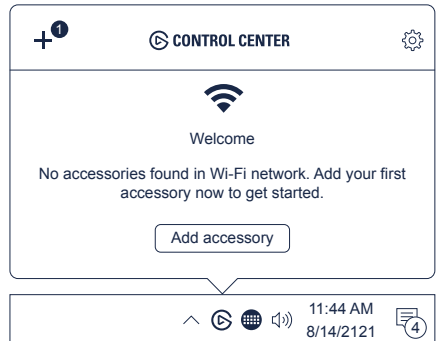 1
CONTROL CENTER
Welcome
No accessories found in Wi-Fi network. Add your first
accessory now to get started.
Add accessory
11:44 AM
8/14/2121
4